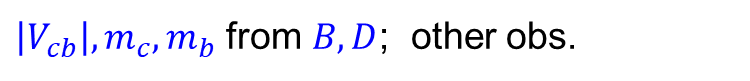 |V_cb|, m_c, m_b from B, D; other obs.